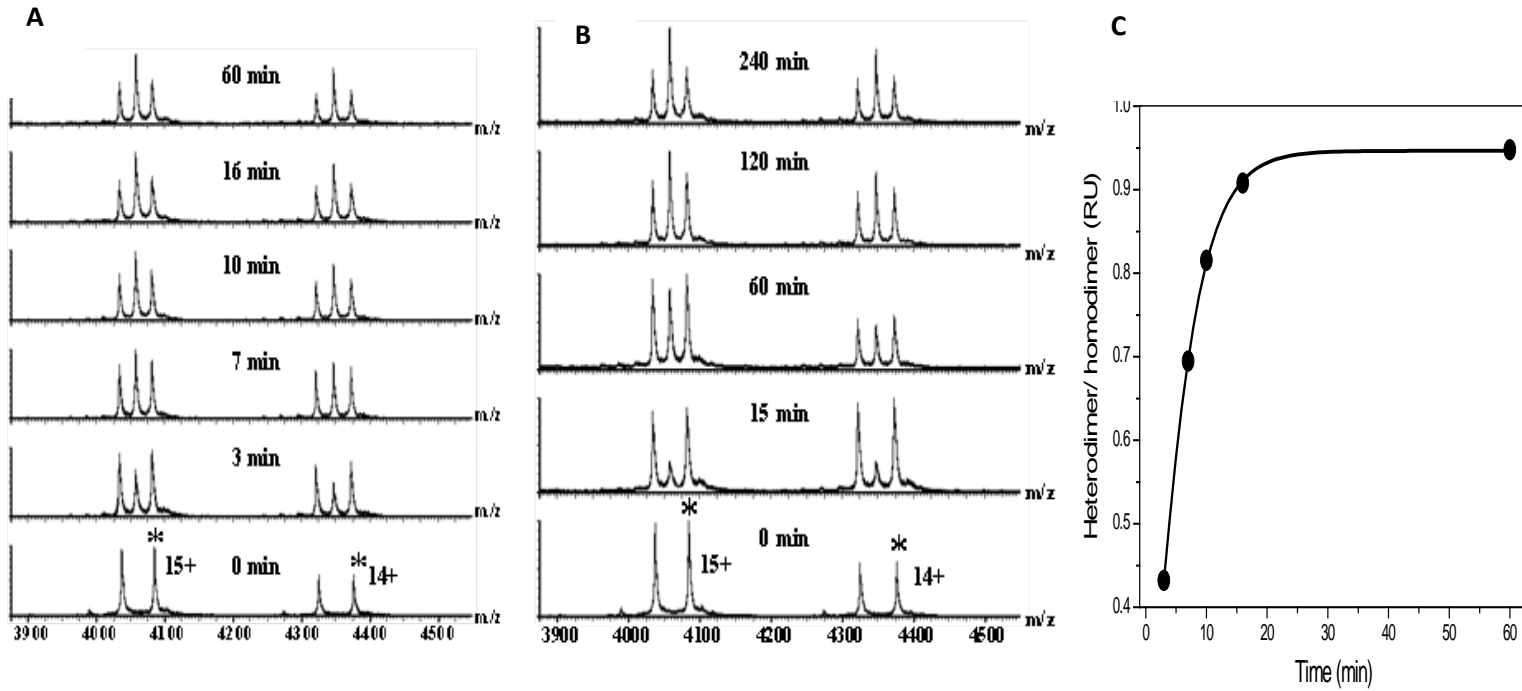 A
60 min
m/z
16 min
m/z
10 min
m/z
7 min
m/z
3 min
m/z
*
15+
0 min
*
14+
m/z
3900 4000 4100 4200 4300 4400 4500
B
240 min
m/z
120 min
m/z
60 min
m/z
15 min
m/z
*
15+
0 min
*
14+
m/z
3900 4000 4100 4200 4300 4400 4500
C
Heterodimer/ homodimer (RU)
1.0
0.9
0.8
0.7
0.6
0.5
0.4
0 10 20 30 40 50 60
Time (min)